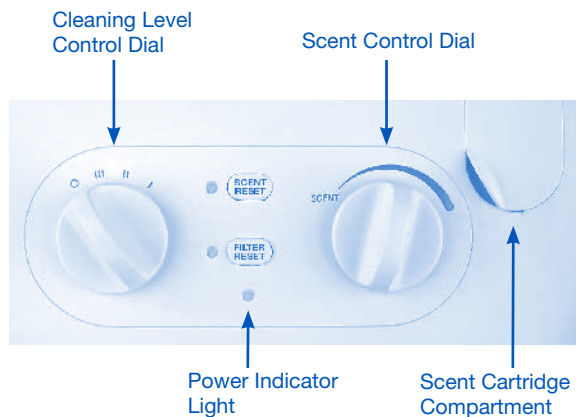 Cleaning Level
Control Dial
Scent Control Dial
SCENT
RESET
SCENT
FILTER
RESET
Power Indicator
Light
Scent Cartridge
Compartment